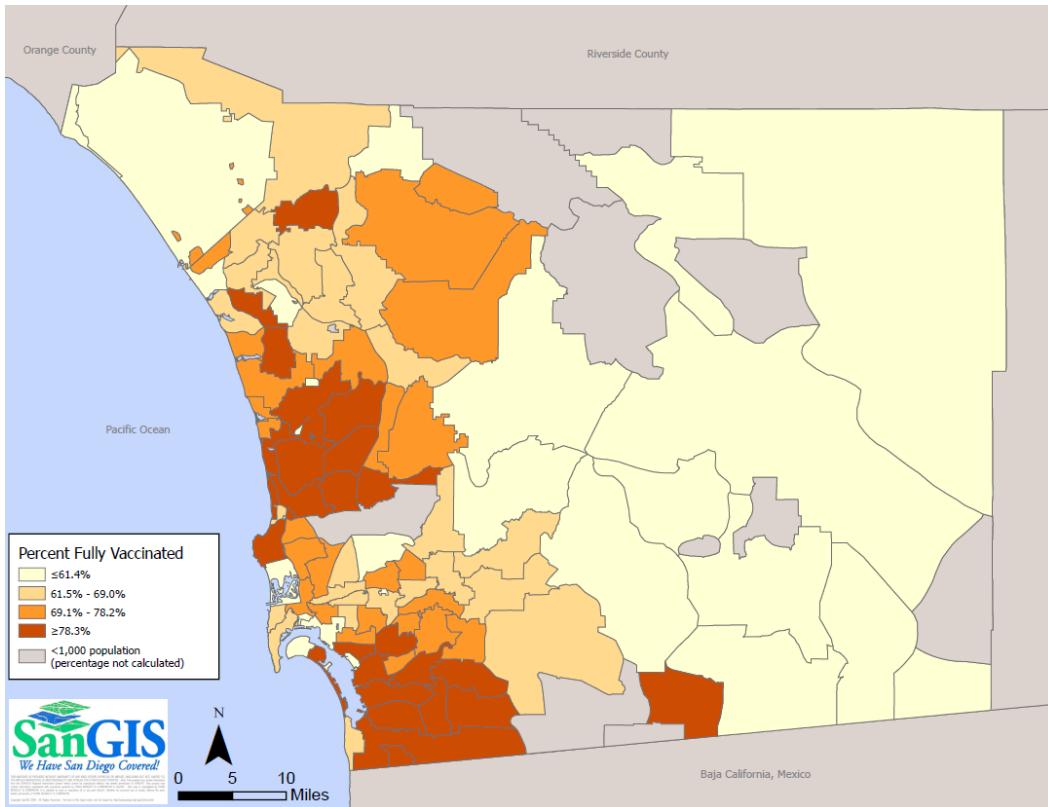 Orange County
Riverside County
Pacific Ocean
Percent Fully Vaccinated
≤61.4%
61.5% - 69.0%
69.1% - 78.2%
≥78.3%
<1,000 population
(percentage not calculated)
SanGIS
We Have San Diego Covered!
N
0 5 10
Miles
Baja California, Mexico